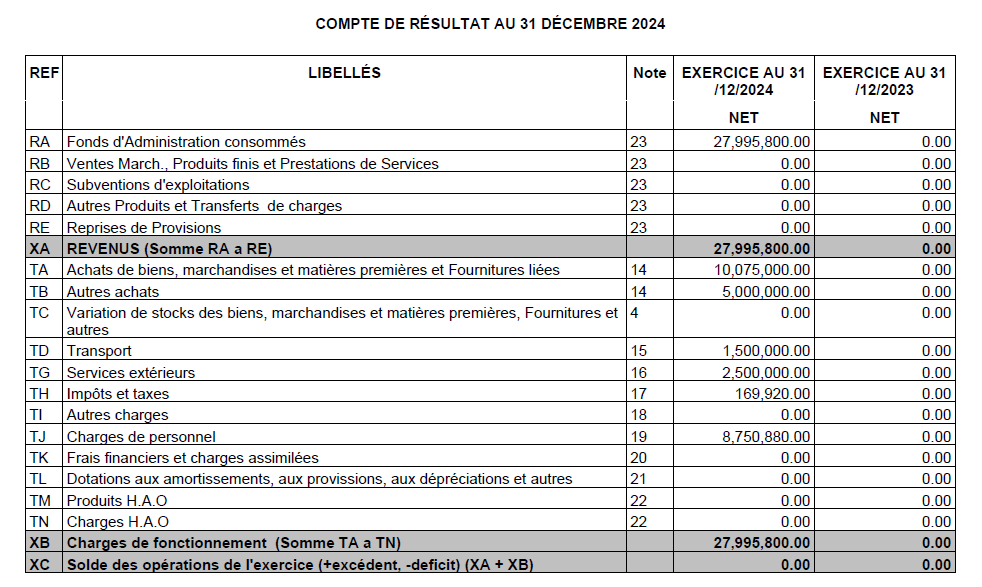 COMPTE DE RÉSULTAT AU 31 DÉCEMBRE 2024
REF LIBELLÉS Note EXERCICE AU 31 EXERCICE AU 31
/12/2024 /12/2023
NET NET
RA Fonds d'Administration consommés 23 27,995,800.00 0.00
RB Ventes March., Produits finis et Prestations de Services 23 0.00 0.00
RC Subventions d'exploitations 23 0.00 0.00
RD Autres Produits et Transferts de charges 23 0.00 0.00
RE Reprises de Provisions 23 0.00 0.00
XA REVENUS (Somme RA a RE) 27,995,800.00 0.00
TA Achats de biens, marchandises et matières premières et Fournitures liées 14 10,075,000.00 0.00
TB Autres achats 14 5,000,000.00 0.00
TC Variation de stocks des biens, marchandises et matières premières, Fournitures et 4 0.00 0.00
autres
TD Transport 15 1,500,000.00 0.00
TG Services extérieurs 16 2,500,000.00 0.00
TH Impôts et taxes 17 169,920.00 0.00
TI Autres charges 18 0.00 0.00
TJ Charges de personnel 19 8,750,880.00 0.00
TK Frais financiers et charges assimilées 20 0.00 0.00
TL Dotations aux amortissements, aux provissions, aux dépréciations et autres 21 0.00 0.00
TM Produits H.A.O 22 0.00 0.00
TN Charges H.A.O 22 0.00 0.00
XB Charges de fonctionnement (Somme TA a TN) 27,995,800.00 0.00
XC Solde des opérations de l'exercice (+excédent, -deficit) (XA + XB) 0.00 0.00